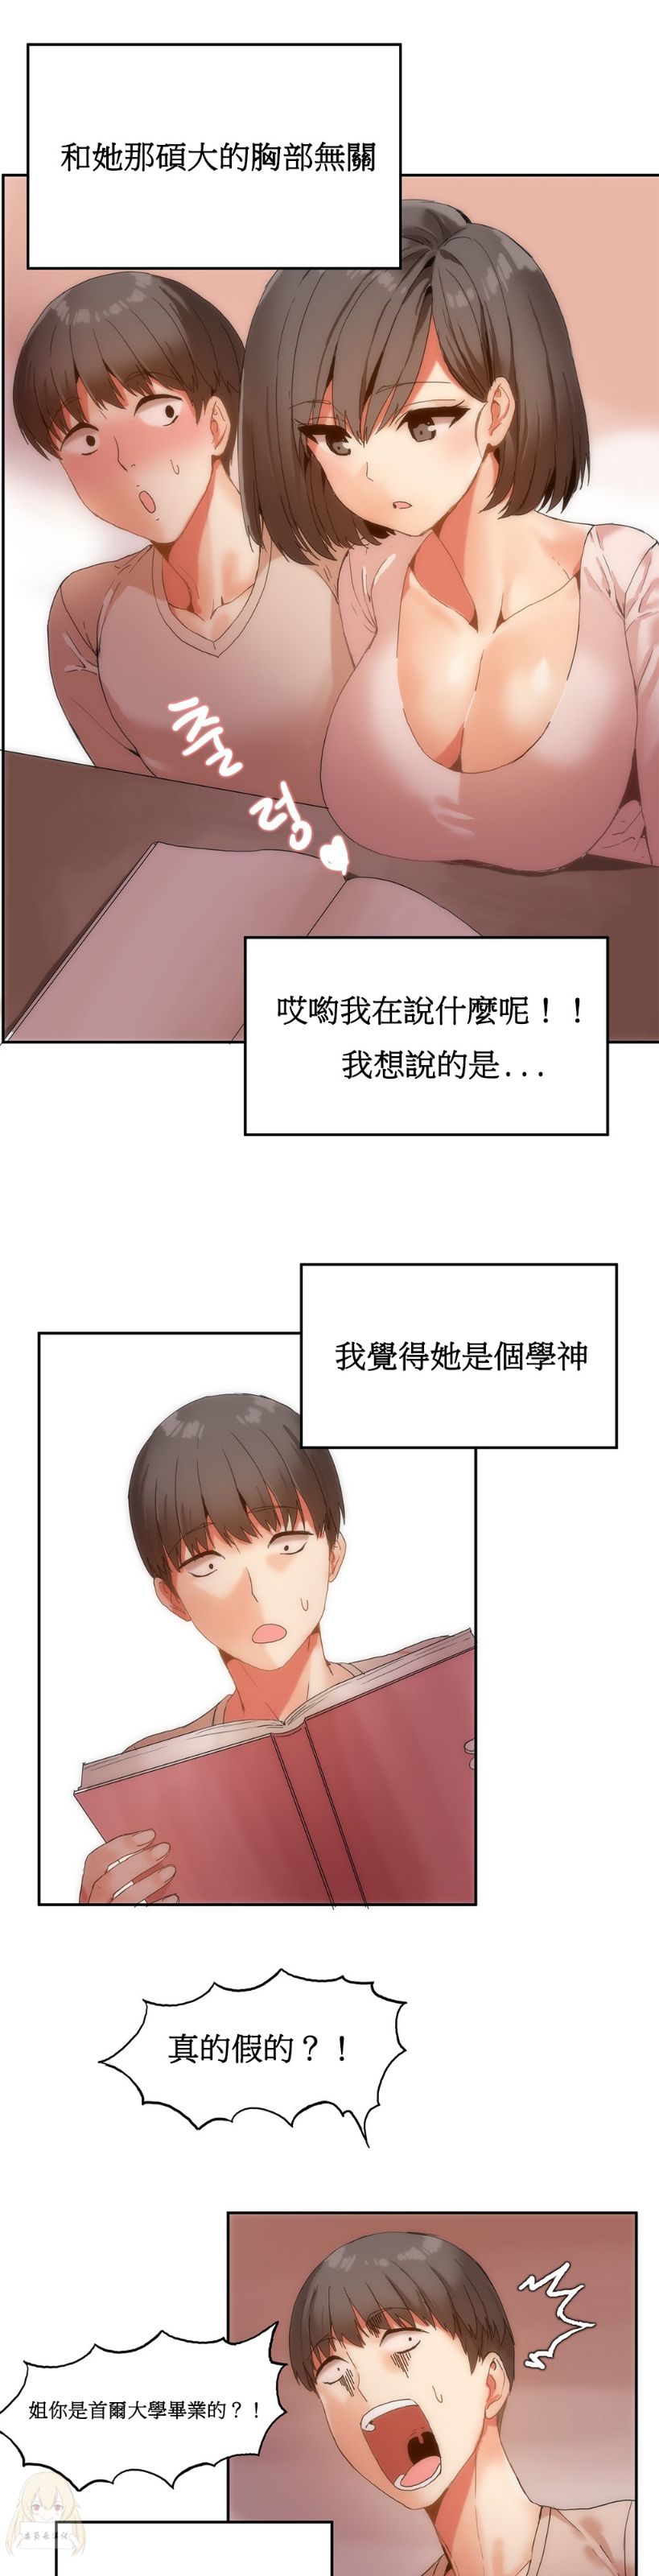 和她那碩大的胸部無關
출렁♥
哎喲我在說什麼呢！！
我想說的是...
我覺得她是個學神
真的假的？！
姐你是首爾大學畢業的？！